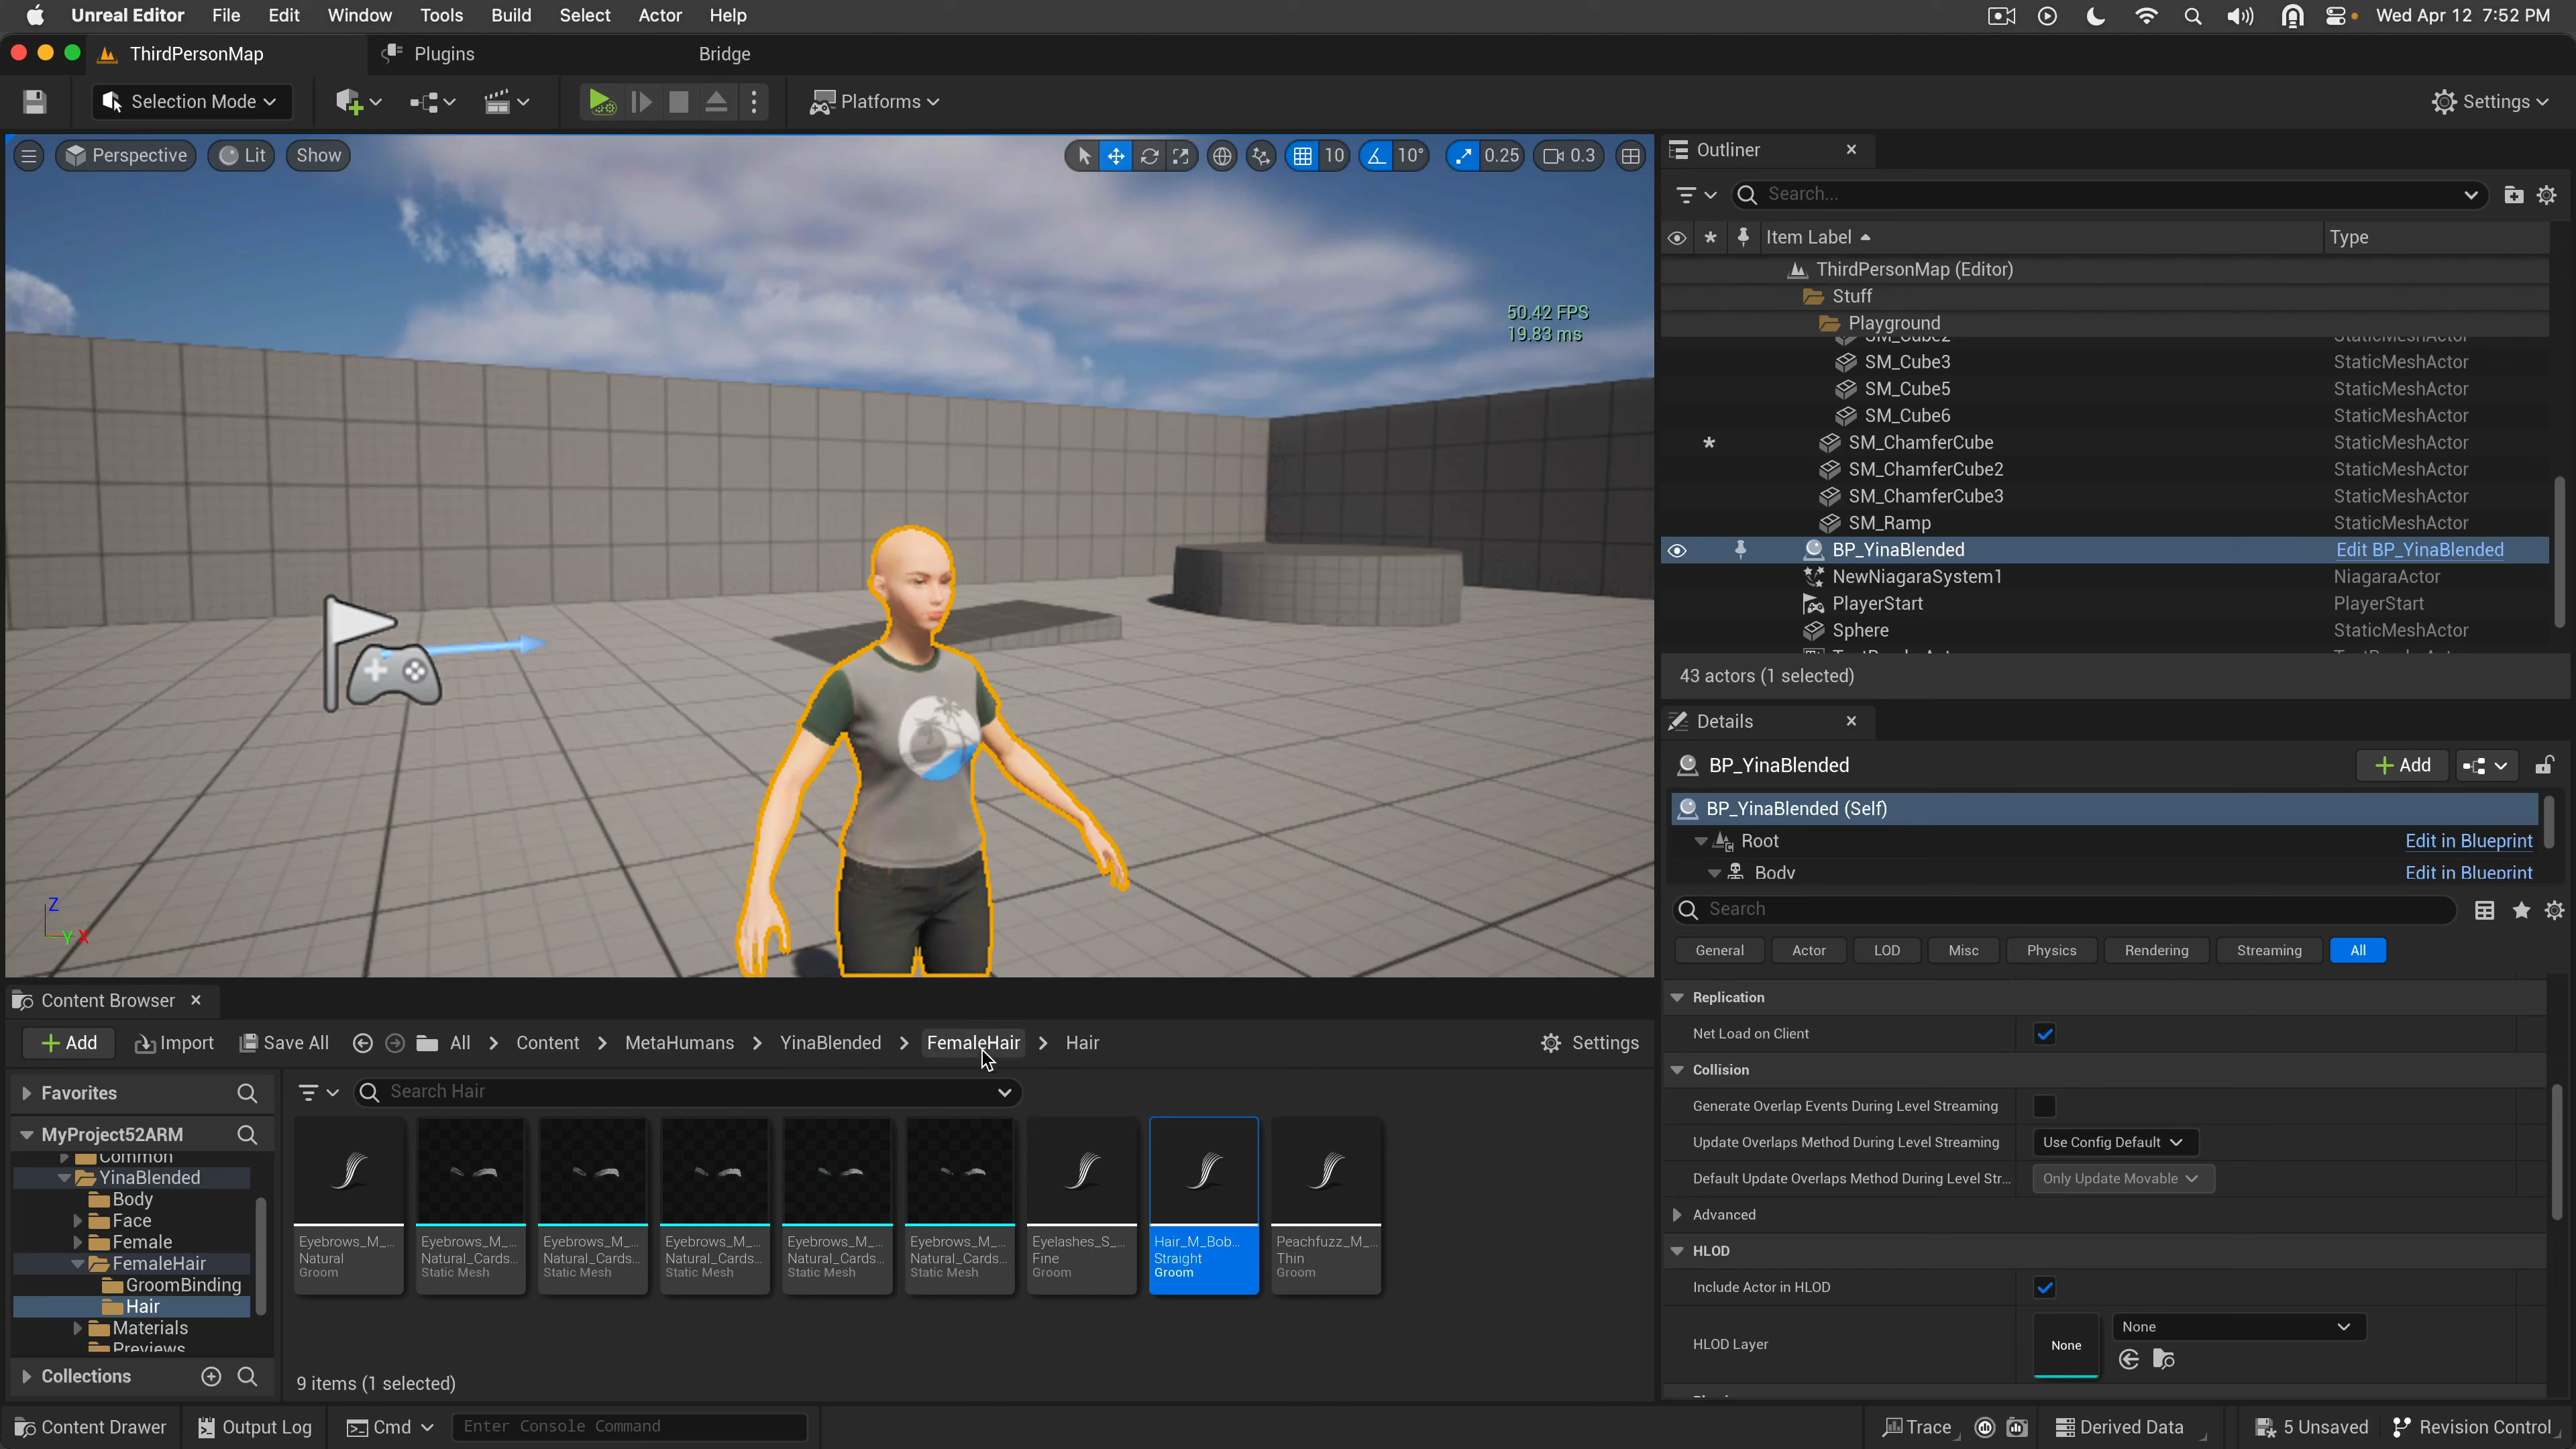 Unreal Editor File Edit Window Tools Build Select Actor Help Wed Apr 12 7:52 PM
ThirdPersonMap Plugins Bridge
Selection Mode Platforms Settings
Perspective Lit Show 10 10° 0.25 0.3
50.42 FPS
19.83 ms
Z
Y X
Outliner
Search...
Item Label Type
ThirdPersonMap (Editor)
Stuff
Playground
SM_Cube2 StaticMeshActor
SM_Cube3 StaticMeshActor
SM_Cube5 StaticMeshActor
SM_Cube6 StaticMeshActor
* SM_ChamferCube StaticMeshActor
SM_ChamferCube2 StaticMeshActor
SM_ChamferCube3 StaticMeshActor
SM_Ramp StaticMeshActor
BP_YinaBlended Edit BP_YinaBlended
NewNiagaraSystem1 NiagaraActor
PlayerStart PlayerStart
Sphere StaticMeshActor
43 actors (1 selected)
Details
BP_YinaBlended Add
BP_YinaBlended (Self)
Root Edit in Blueprint
Body Edit in Blueprint
Search
General Actor LOD Misc Physics Rendering Streaming All
Replication
Net Load on Client
Collision
Generate Overlap Events During Level Streaming
Update Overlaps Method During Level Streaming Use Config Default
Default Update Overlaps Method During Level Str... Only Update Movable
Advanced
HLOD
Include Actor in HLOD
HLOD Layer None None
Content Browser
Add Import Save All All > Content > MetaHumans > YinaBlended > FemaleHair > Hair Settings
Favorites
MyProject52ARM
Common
YinaBlended
Body
Face
Female
FemaleHair
GroomBinding
Hair
Materials
Previews
Collections
Search Hair
Eyebrows_M_... Natural Groom
Eyebrows_M_... Natural_Cards... Static Mesh
Eyebrows_M_... Natural_Cards... Static Mesh
Eyebrows_M_... Natural_Cards... Static Mesh
Eyebrows_M_... Natural_Cards... Static Mesh
Eyebrows_M_... Natural_Cards... Static Mesh
Eyelashes_S_... Fine Groom
Hair_M_Bob... Straight Groom
Peachfuzz_M_... Thin Groom
9 items (1 selected)
Content Drawer Output Log Cmd Enter Console Command Trace Derived Data 5 Unsaved Revision Control